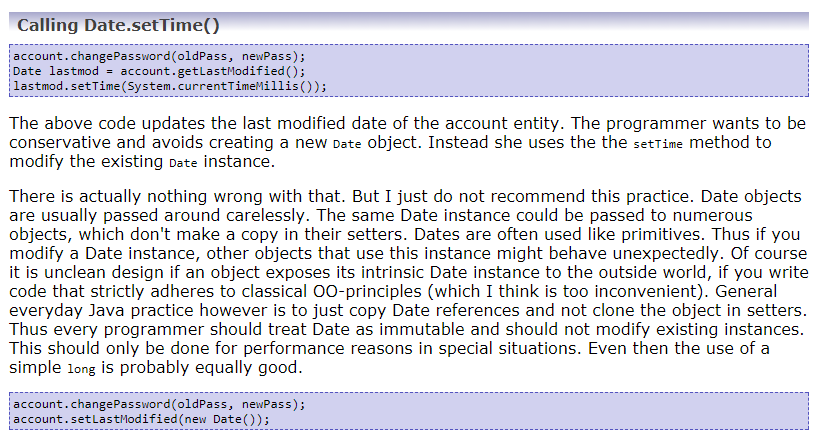 Calling Date.setTime()
account.changePassword(oldPass, newPass);
Date lastmod = account.getLastModified();
lastmod.setTime(System.currentTimeMillis());
The above code updates the last modified date of the account entity. The programmer wants to be
conservative and avoids creating a new Date object. Instead she uses the the setTime method to
modify the existing Date instance.
There is actually nothing wrong with that. But I just do not recommend this practice. Date objects
are usually passed around carelessly. The same Date instance could be passed to numerous
objects, which don't make a copy in their setters. Dates are often used like primitives. Thus if you
modify a Date instance, other objects that use this instance might behave unexpectedly. Of course
it is unclean design if an object exposes its intrinsic Date instance to the outside world, if you write
code that strictly adheres to classical OO-principles (which I think is too inconvenient). General
everyday Java practice however is to just copy Date references and not clone the object in setters.
Thus every programmer should treat Date as immutable and should not modify existing instances.
This should only be done for performance reasons in special situations. Even then the use of a
simple long is probably equally good.
account.changePassword(oldPass, newPass);
account.setLastModified(new Date());